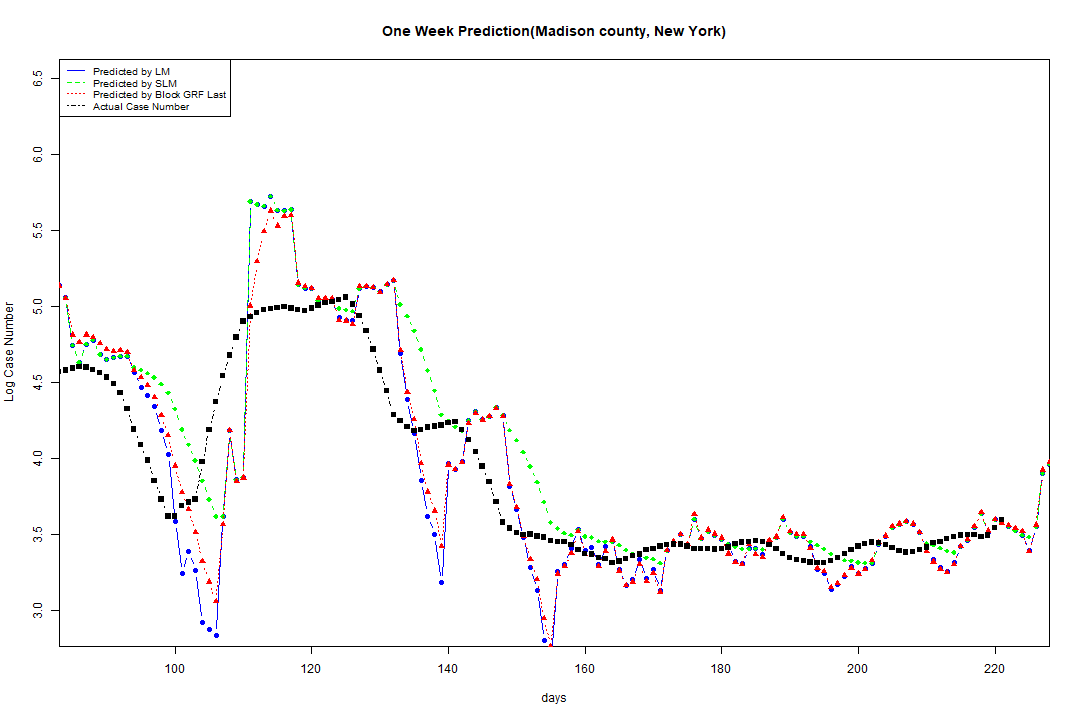 One Week Prediction(Madison county, New York)
Predicted by LM
Predicted by SLM
Predicted by Block GRF Last
Actual Case Number
6.5
6.0
5.5
5.0
4.5
4.0
3.5
3.0
Log Case Number
100 120 140 160 180 200 220
days